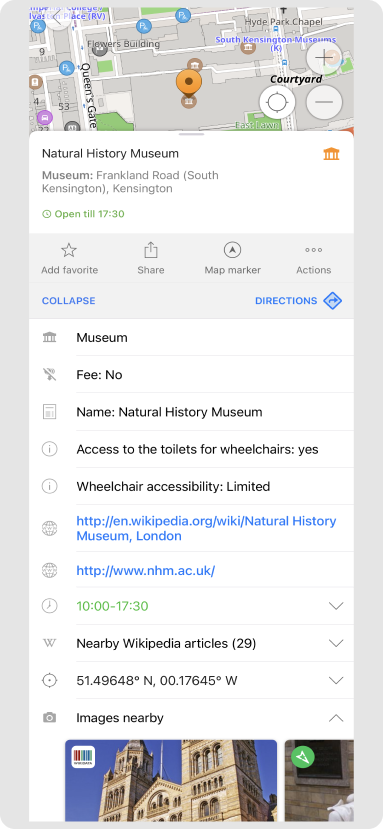 lvaston Place (RV)
Hyde Park Chapel
Flowers Building
South Kensington Museums
(K)
Queen's Gate
Courtyard
4
53
51
East Lawn
Natural History Museum
Museum: Frankland Road (South
Kensington), Kensington
Open till 17:30
Add favorite
Share
Map marker
Actions
COLLAPSE
DIRECTIONS
Museum
Fee: No
Name: Natural History Museum
Access to the toilets for wheelchairs: yes
Wheelchair accessibility: Limited
http://en.wikipedia.org/wiki/Natural History
Museum, London
http://www.nhm.ac.uk/
10:00-17:30
W
Nearby Wikipedia articles (29)
51.49648° N, 00.17645° W
Images nearby
WIKIDATA